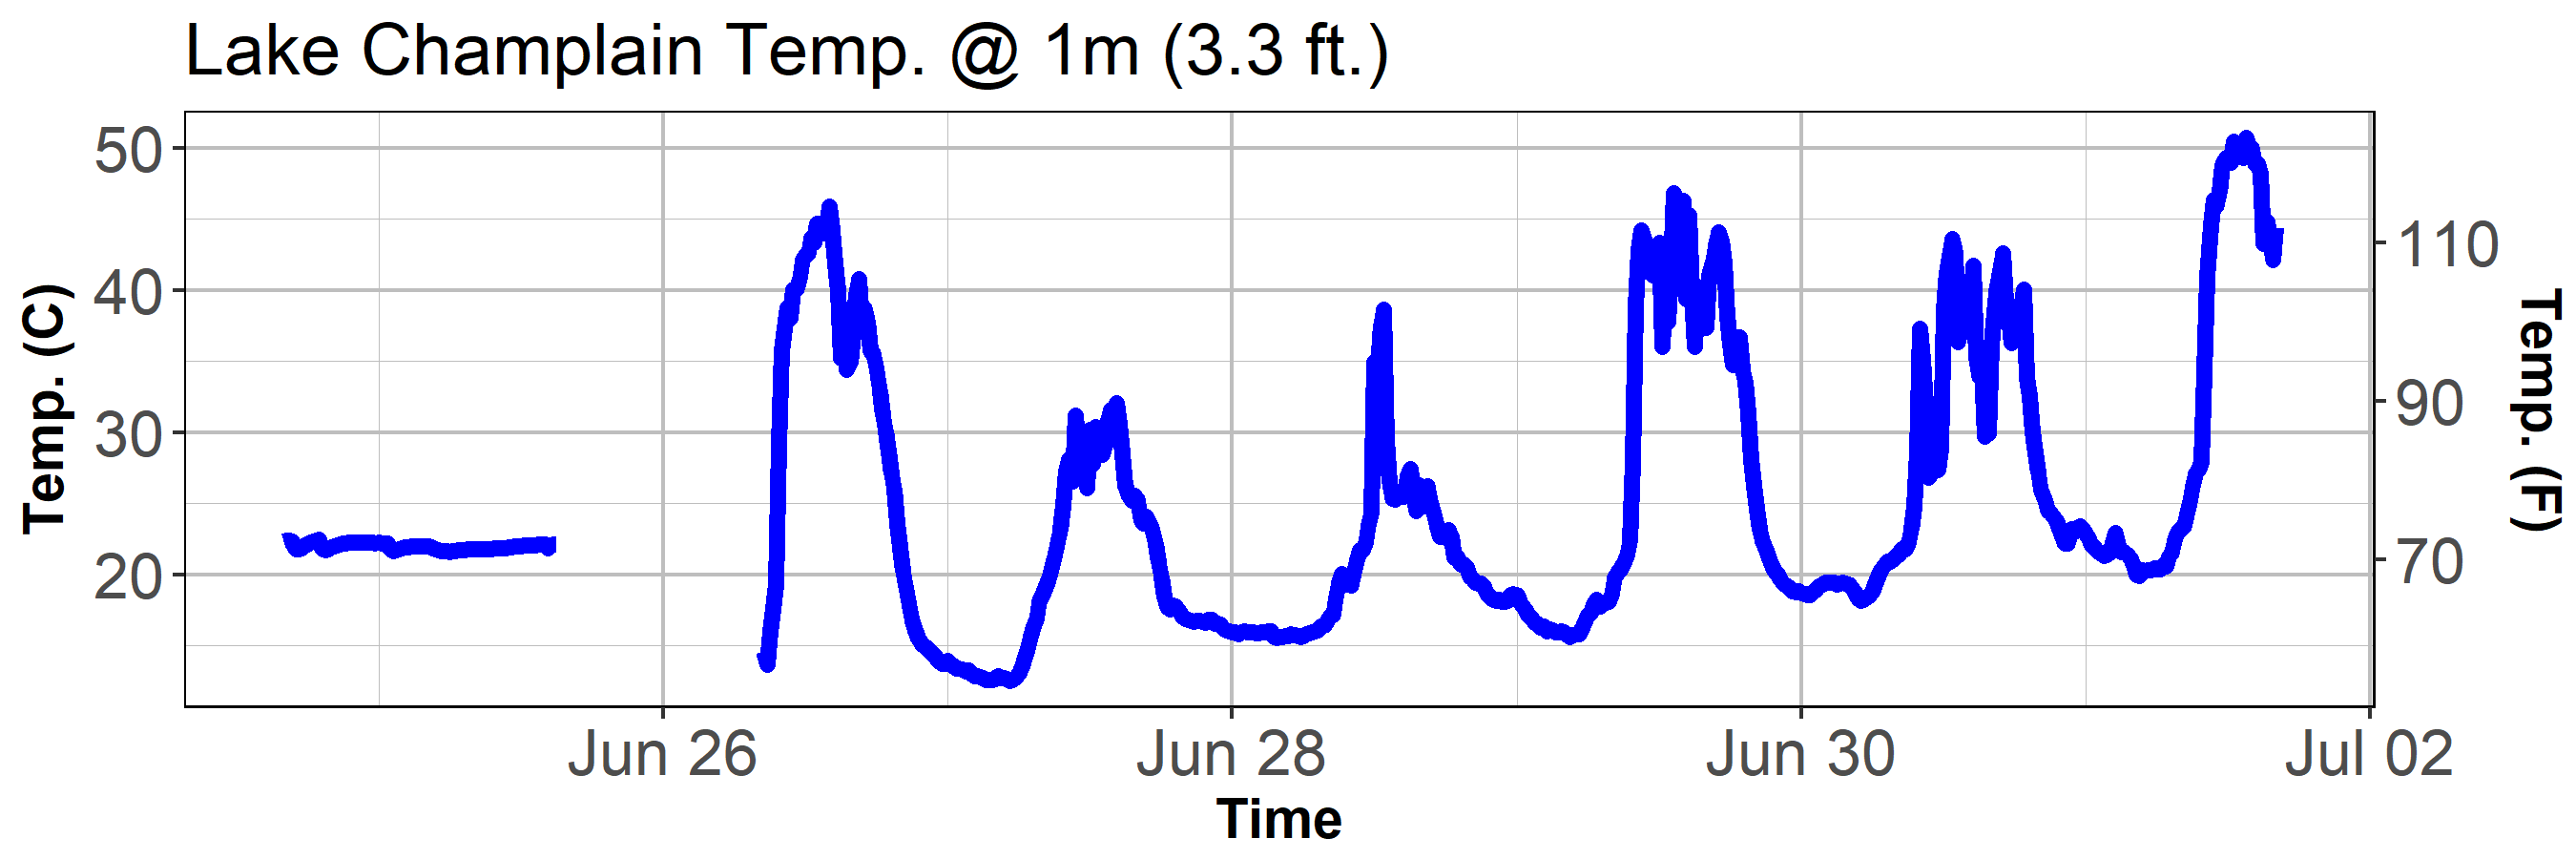 Lake Champlain Temp. @ 1m (3.3 ft.)
Temp. (C)
50
40
30
20
110
90
70
Temp. (F)
Jun 26
Jun 28
Jun 30
Jul 02
Time